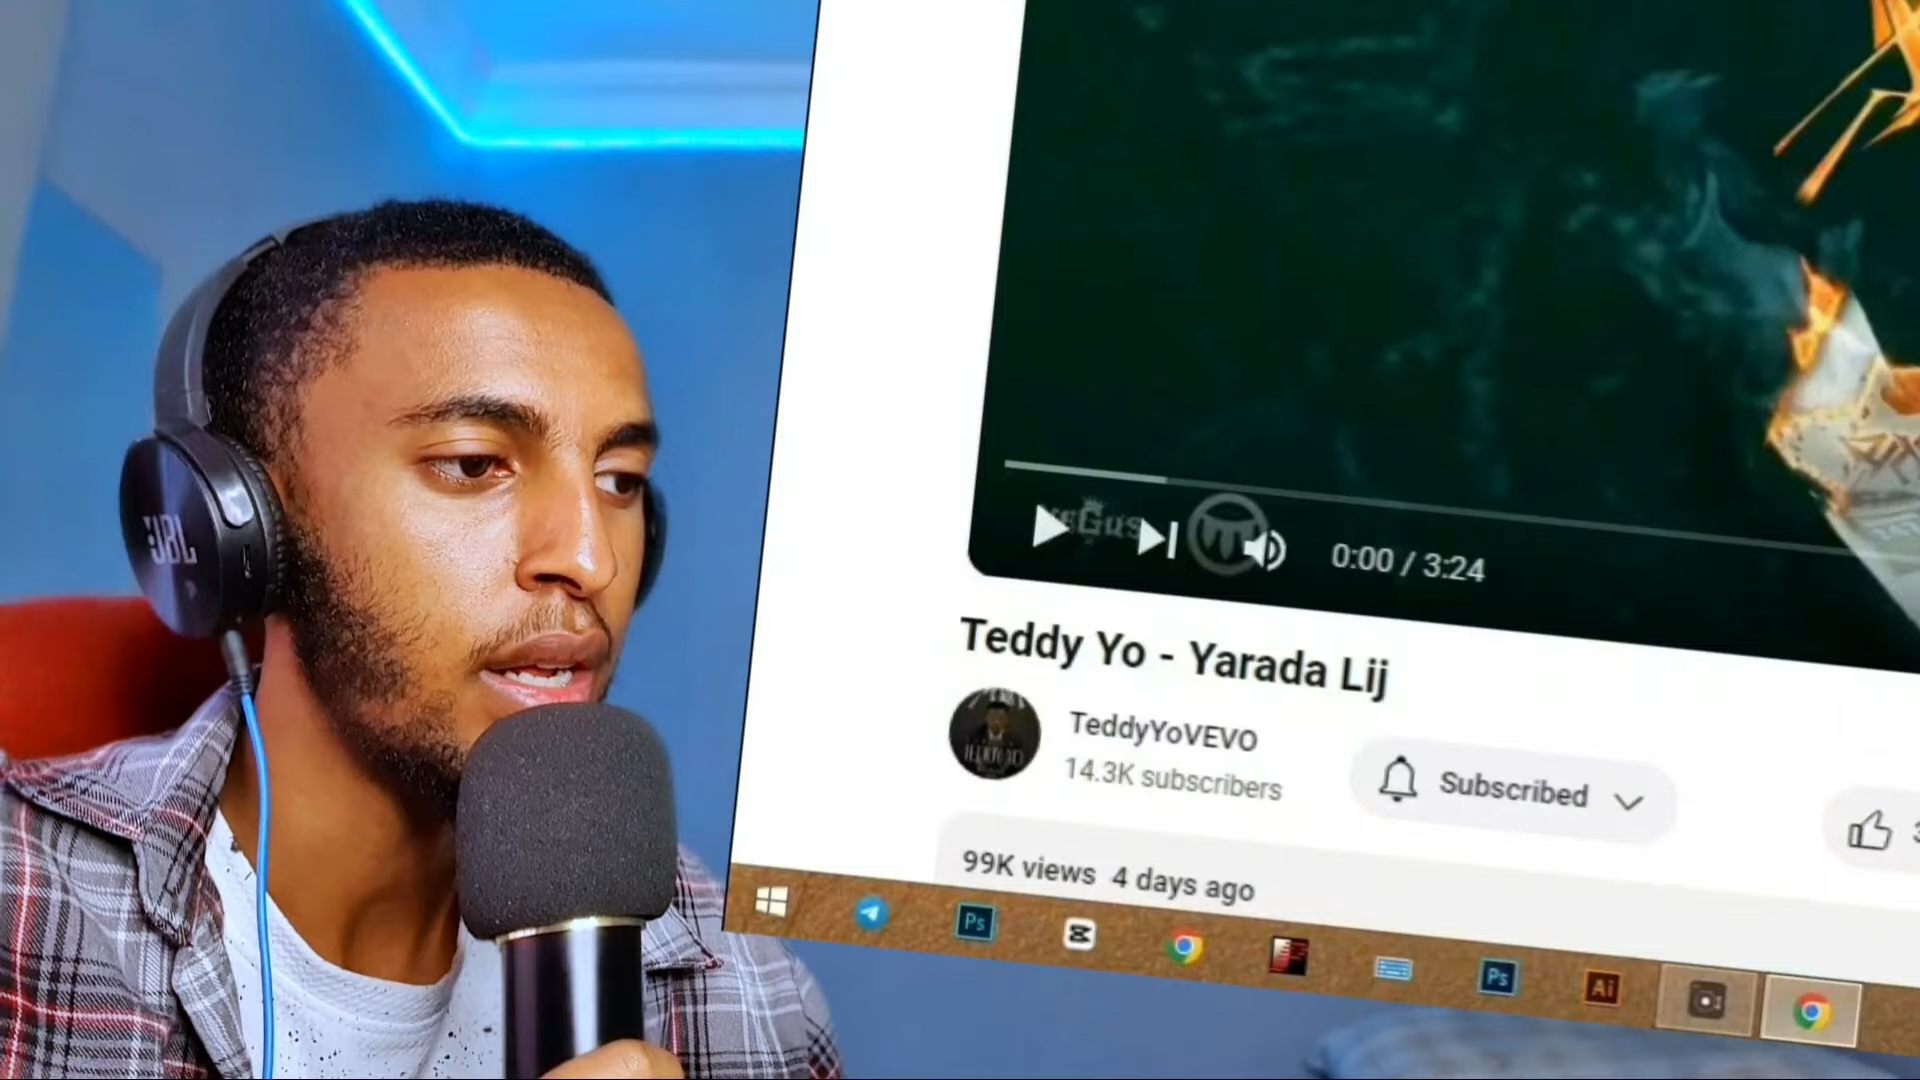 JBL
NEGUS
0:00 / 3:24
Teddy Yo - Yarada Lij
TeddyYoVEVO
14.3K subscribers
Subscribed
99K views 4 days ago
Ps
Ps
Ai